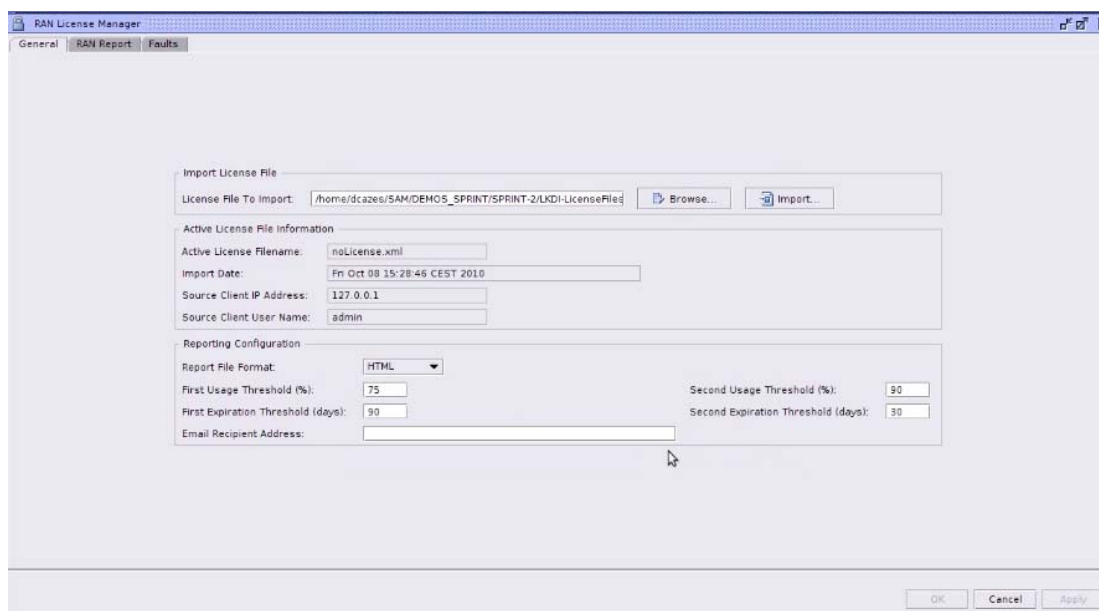 RAN License Manager
General RAN Report Faults
Import License File
License File To Import: /home/dcazes/SAM/DEMOS_SPRINT/SPRINT-2/LKDI-LicenseFiles Browse... Import...
Active License File Information
Active License Filename: noLicense.xml
Import Date: Fri Oct 08 15:28:46 CEST 2010
Source Client IP Address: 127.0.0.1
Source Client User Name: admin
Reporting Configuration
Report File Format: HTML
First Usage Threshold (%): 75 Second Usage Threshold (%): 90
First Expiration Threshold (days): 90 Second Expiration Threshold (days): 30
Email Recipient Address:
OK Cancel Apply